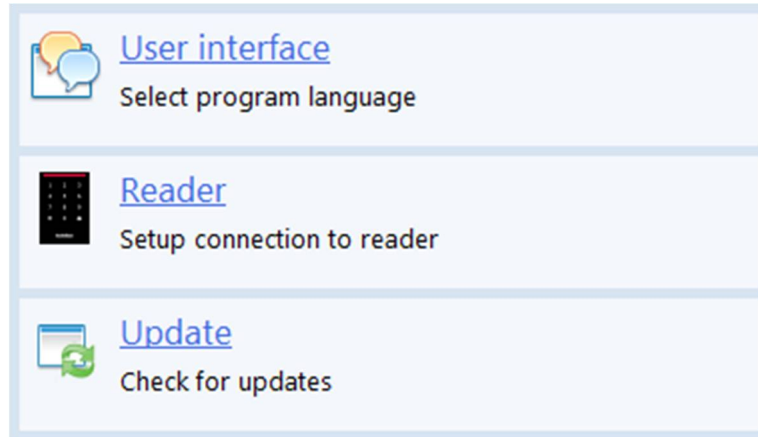 User interface
Select program language
Reader
Setup connection to reader
Update
Check for updates